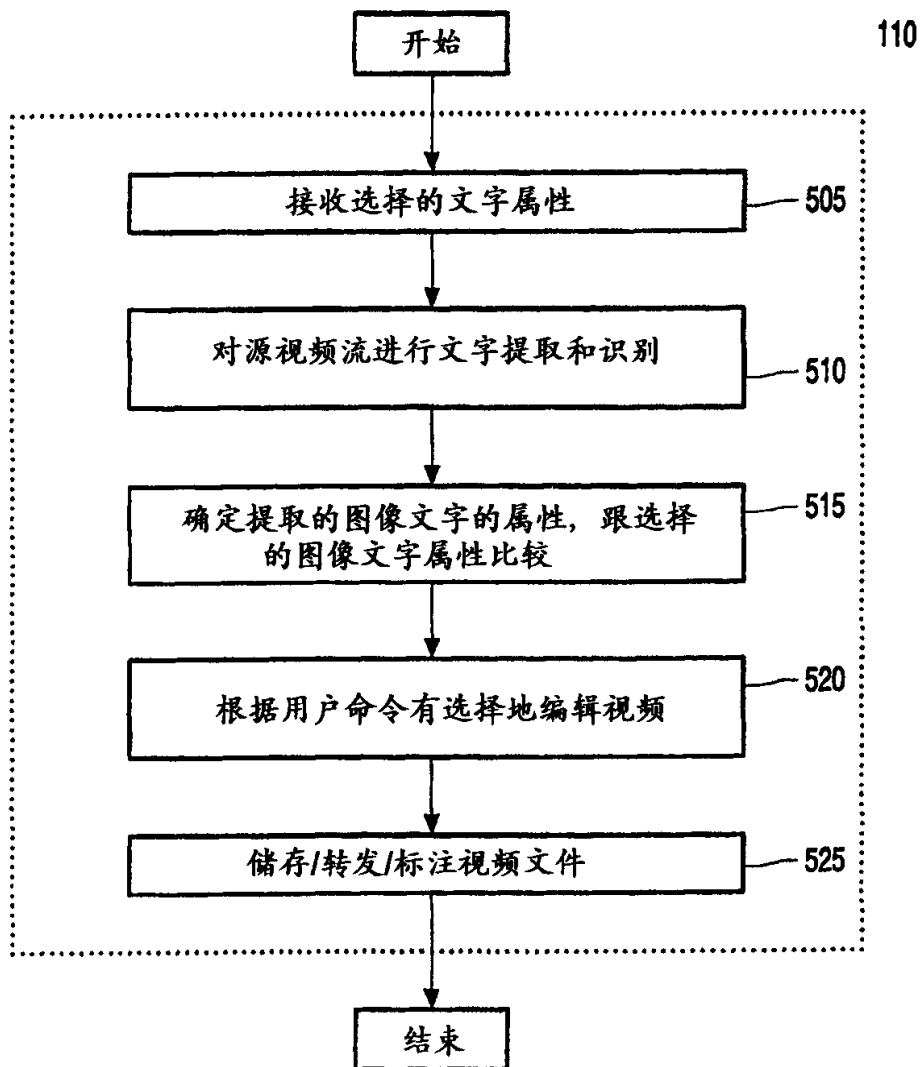 110
开始
接收选择的文字属性
505
对源视频流进行文字提取和识别
510
确定提取的图像文字的属性，跟选择
的图像文字属性比较
515
根据用户命令有选择地编辑视频
520
储存/转发/标注视频文件
525
结束